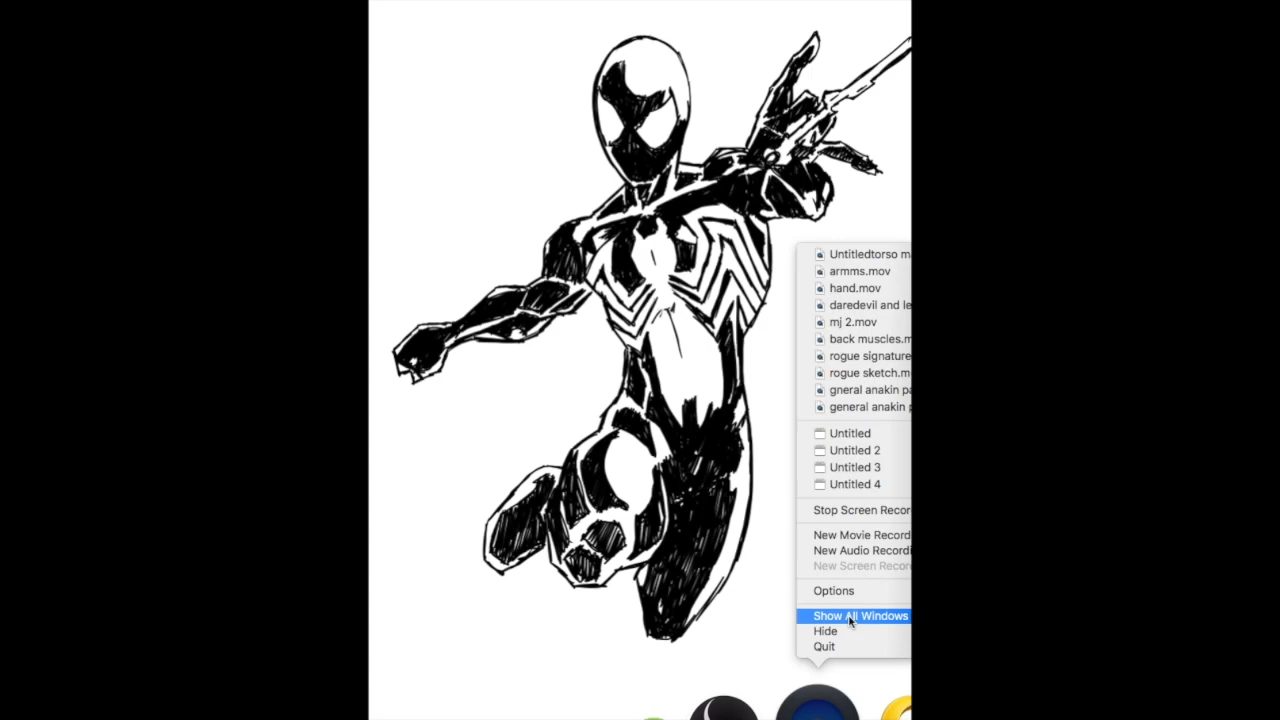 Untitledtorso m
armms.mov
hand.mov
daredevil and le
mj 2.mov
back muscles.m
rogue signature
rogue sketch.m
gneral anakin pa
general anakin p
Untitled
Untitled 2
Untitled 3
Untitled 4
Stop Screen Recor
New Movie Record
New Audio Recordi
New Screen Recor
Options
Show All Windows
Hide
Quit